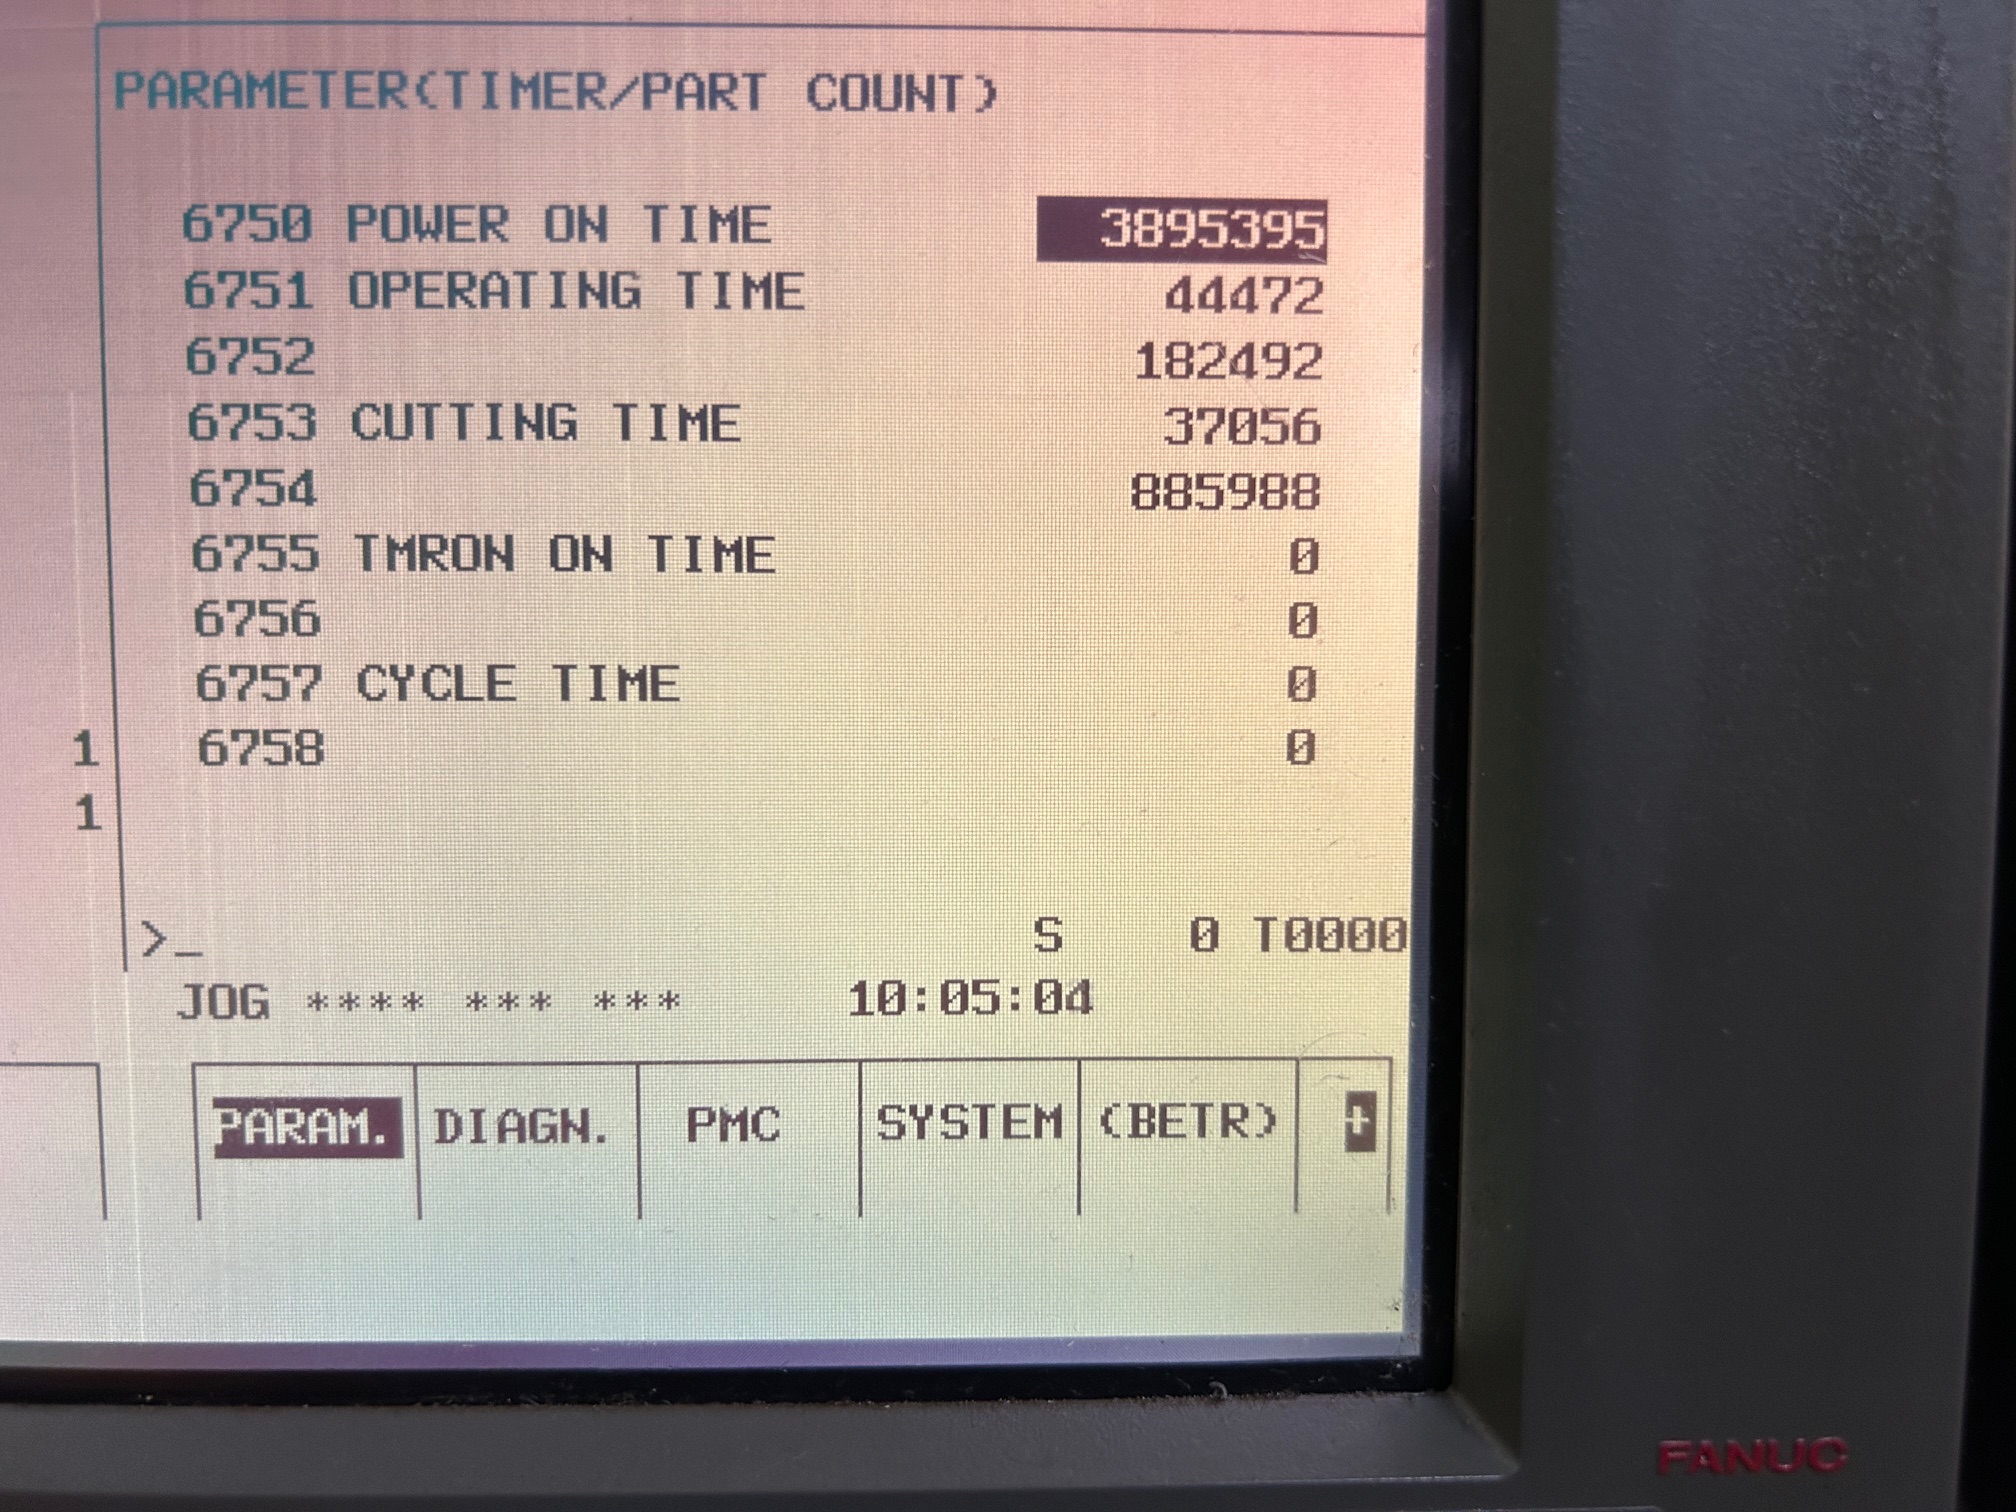 PARAMETER(TIMER/PART COUNT)
6750 POWER ON TIME 3895395
6751 OPERATING TIME 44472
6752 182492
6753 CUTTING TIME 37056
6754 885988
6755 TMRON ON TIME 0
6756 0
6757 CYCLE TIME 0
1 6758 0
1
>_ S 0 T0000
JOG **** *** *** 10:05:04
PARAM. DIAGN. PMC SYSTEM (BETR) +
FANUC